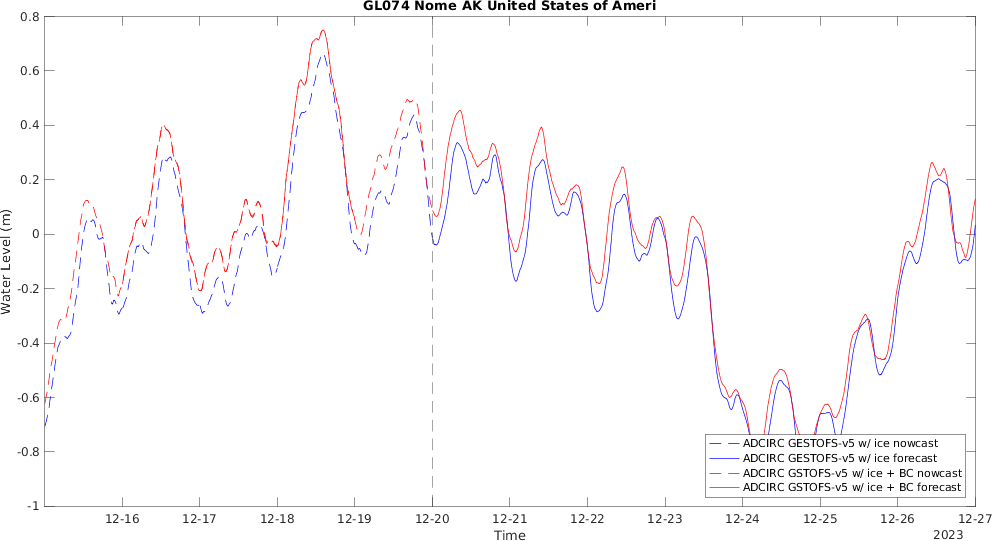 GL074 Nome AK United States of Ameri
Water Level (m)
0.8
0.6
0.4
0.2
0
-0.2
-0.4
-0.6
-0.8
-1
ADCIRC GESTOFS-v5 w/ ice nowcast
ADCIRC GESTOFS-v5 w/ ice forecast
ADCIRC GSTOFS-v5 w/ ice + BC nowcast
ADCIRC GSTOFS-v5 w/ ice + BC forecast
12-16 12-17 12-18 12-19 12-20 12-21 12-22 12-23 12-24 12-25 12-26 12-27
Time
2023